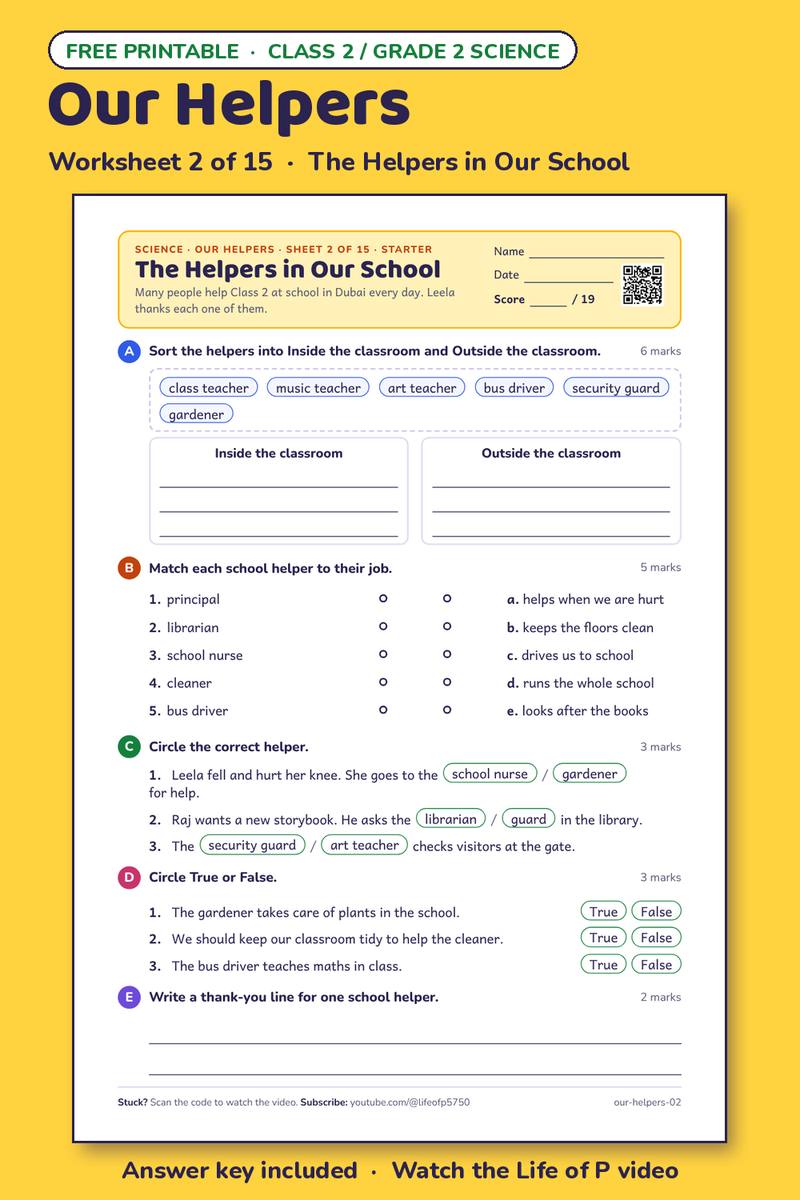 FREE PRINTABLE · CLASS 2 / GRADE 2 SCIENCE
Our Helpers
Worksheet 2 of 15 · The Helpers in Our School
SCIENCE · OUR HELPERS · SHEET 2 OF 15 · STARTER
The Helpers in Our School
Many people help Class 2 at school in Dubai every day. Leela
thanks each one of them.
Name
Date
Score / 19
A Sort the helpers into Inside the classroom and Outside the classroom. 6 marks
class teacher music teacher art teacher bus driver security guard
gardener
Inside the classroom Outside the classroom
B Match each school helper to their job. 5 marks
1. principal a. helps when we are hurt
2. librarian b. keeps the floors clean
3. school nurse c. drives us to school
4. cleaner d. runs the whole school
5. bus driver e. looks after the books
C Circle the correct helper. 3 marks
1. Leela fell and hurt her knee. She goes to the school nurse / gardener
for help.
2. Raj wants a new storybook. He asks the librarian / guard in the library.
3. The security guard / art teacher checks visitors at the gate.
D Circle True or False. 3 marks
1. The gardener takes care of plants in the school. True False
2. We should keep our classroom tidy to help the cleaner. True False
3. The bus driver teaches maths in class. True False
E Write a thank-you line for one school helper. 2 marks
Stuck? Scan the code to watch the video. Subscribe: youtube.com/@lifeofp5750 our-helpers-02
Answer key included · Watch the Life of P video